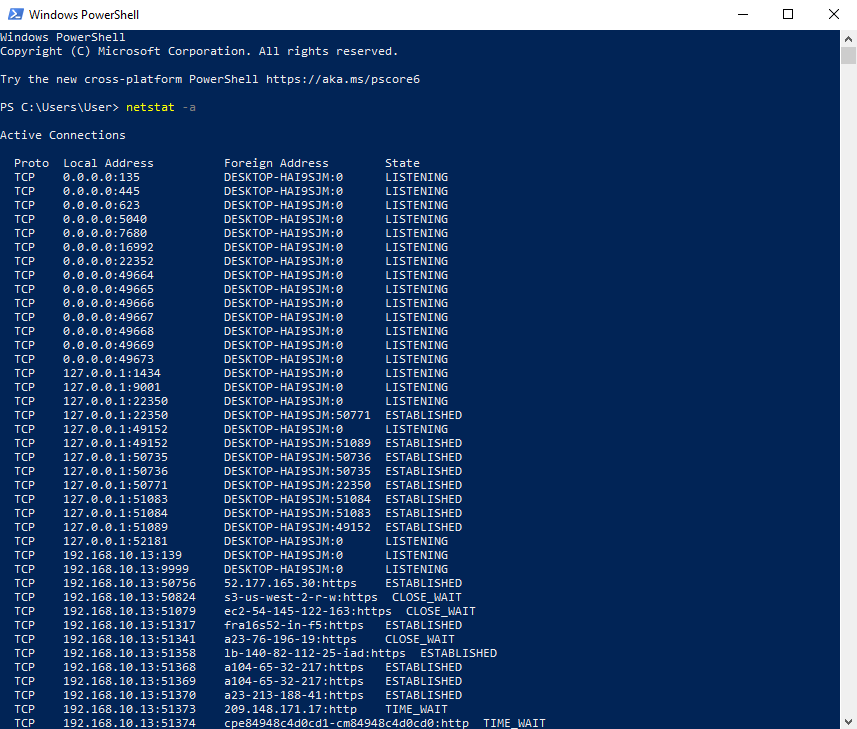 Windows PowerShell
Windows PowerShell
Copyright (C) Microsoft Corporation. All rights reserved.
Try the new cross-platform PowerShell https://aka.ms/pscore6
PS C:\Users\User> netstat -a
Active Connections
Proto  Local Address          Foreign Address        State
TCP    0.0.0.0:135            DESKTOP-HAI9SJM:0      LISTENING
TCP    0.0.0.0:445            DESKTOP-HAI9SJM:0      LISTENING
TCP    0.0.0.0:623            DESKTOP-HAI9SJM:0      LISTENING
TCP    0.0.0.0:5040           DESKTOP-HAI9SJM:0      LISTENING
TCP    0.0.0.0:7680           DESKTOP-HAI9SJM:0      LISTENING
TCP    0.0.0.0:16992          DESKTOP-HAI9SJM:0      LISTENING
TCP    0.0.0.0:22352          DESKTOP-HAI9SJM:0      LISTENING
TCP    0.0.0.0:49664          DESKTOP-HAI9SJM:0      LISTENING
TCP    0.0.0.0:49665          DESKTOP-HAI9SJM:0      LISTENING
TCP    0.0.0.0:49666          DESKTOP-HAI9SJM:0      LISTENING
TCP    0.0.0.0:49667          DESKTOP-HAI9SJM:0      LISTENING
TCP    0.0.0.0:49668          DESKTOP-HAI9SJM:0      LISTENING
TCP    0.0.0.0:49669          DESKTOP-HAI9SJM:0      LISTENING
TCP    0.0.0.0:49673          DESKTOP-HAI9SJM:0      LISTENING
TCP    127.0.0.1:1434         DESKTOP-HAI9SJM:0      LISTENING
TCP    127.0.0.1:9001         DESKTOP-HAI9SJM:0      LISTENING
TCP    127.0.0.1:22350        DESKTOP-HAI9SJM:0      LISTENING
TCP    127.0.0.1:22350        DESKTOP-HAI9SJM:50771  ESTABLISHED
TCP    127.0.0.1:49152        DESKTOP-HAI9SJM:0      LISTENING
TCP    127.0.0.1:49152        DESKTOP-HAI9SJM:51089  ESTABLISHED
TCP    127.0.0.1:50735        DESKTOP-HAI9SJM:50736  ESTABLISHED
TCP    127.0.0.1:50736        DESKTOP-HAI9SJM:50735  ESTABLISHED
TCP    127.0.0.1:50771        DESKTOP-HAI9SJM:22350  ESTABLISHED
TCP    127.0.0.1:51083        DESKTOP-HAI9SJM:51084  ESTABLISHED
TCP    127.0.0.1:51084        DESKTOP-HAI9SJM:51083  ESTABLISHED
TCP    127.0.0.1:51089        DESKTOP-HAI9SJM:49152  ESTABLISHED
TCP    127.0.0.1:52181        DESKTOP-HAI9SJM:0      LISTENING
TCP    192.168.10.13:139      DESKTOP-HAI9SJM:0      LISTENING
TCP    192.168.10.13:9999     DESKTOP-HAI9SJM:0      LISTENING
TCP    192.168.10.13:50756    52.177.165.30:https    ESTABLISHED
TCP    192.168.10.13:50824    s3-us-west-2-r-w:https  CLOSE_WAIT
TCP    192.168.10.13:51079    ec2-54-145-122-163:https  CLOSE_WAIT
TCP    192.168.10.13:51317    fra16s52-in-f5:https   ESTABLISHED
TCP    192.168.10.13:51341    a23-76-196-19:https    CLOSE_WAIT
TCP    192.168.10.13:51358    lb-140-82-112-25-iad:https  ESTABLISHED
TCP    192.168.10.13:51368    a104-65-32-217:https   ESTABLISHED
TCP    192.168.10.13:51369    a104-65-32-217:https   ESTABLISHED
TCP    192.168.10.13:51370    a23-213-188-41:https   ESTABLISHED
TCP    192.168.10.13:51373    209.148.171.17:http    TIME_WAIT
TCP    192.168.10.13:51374    cpe84948c4d0cd1-cm84948c4d0cd0:http  TIME_WAIT